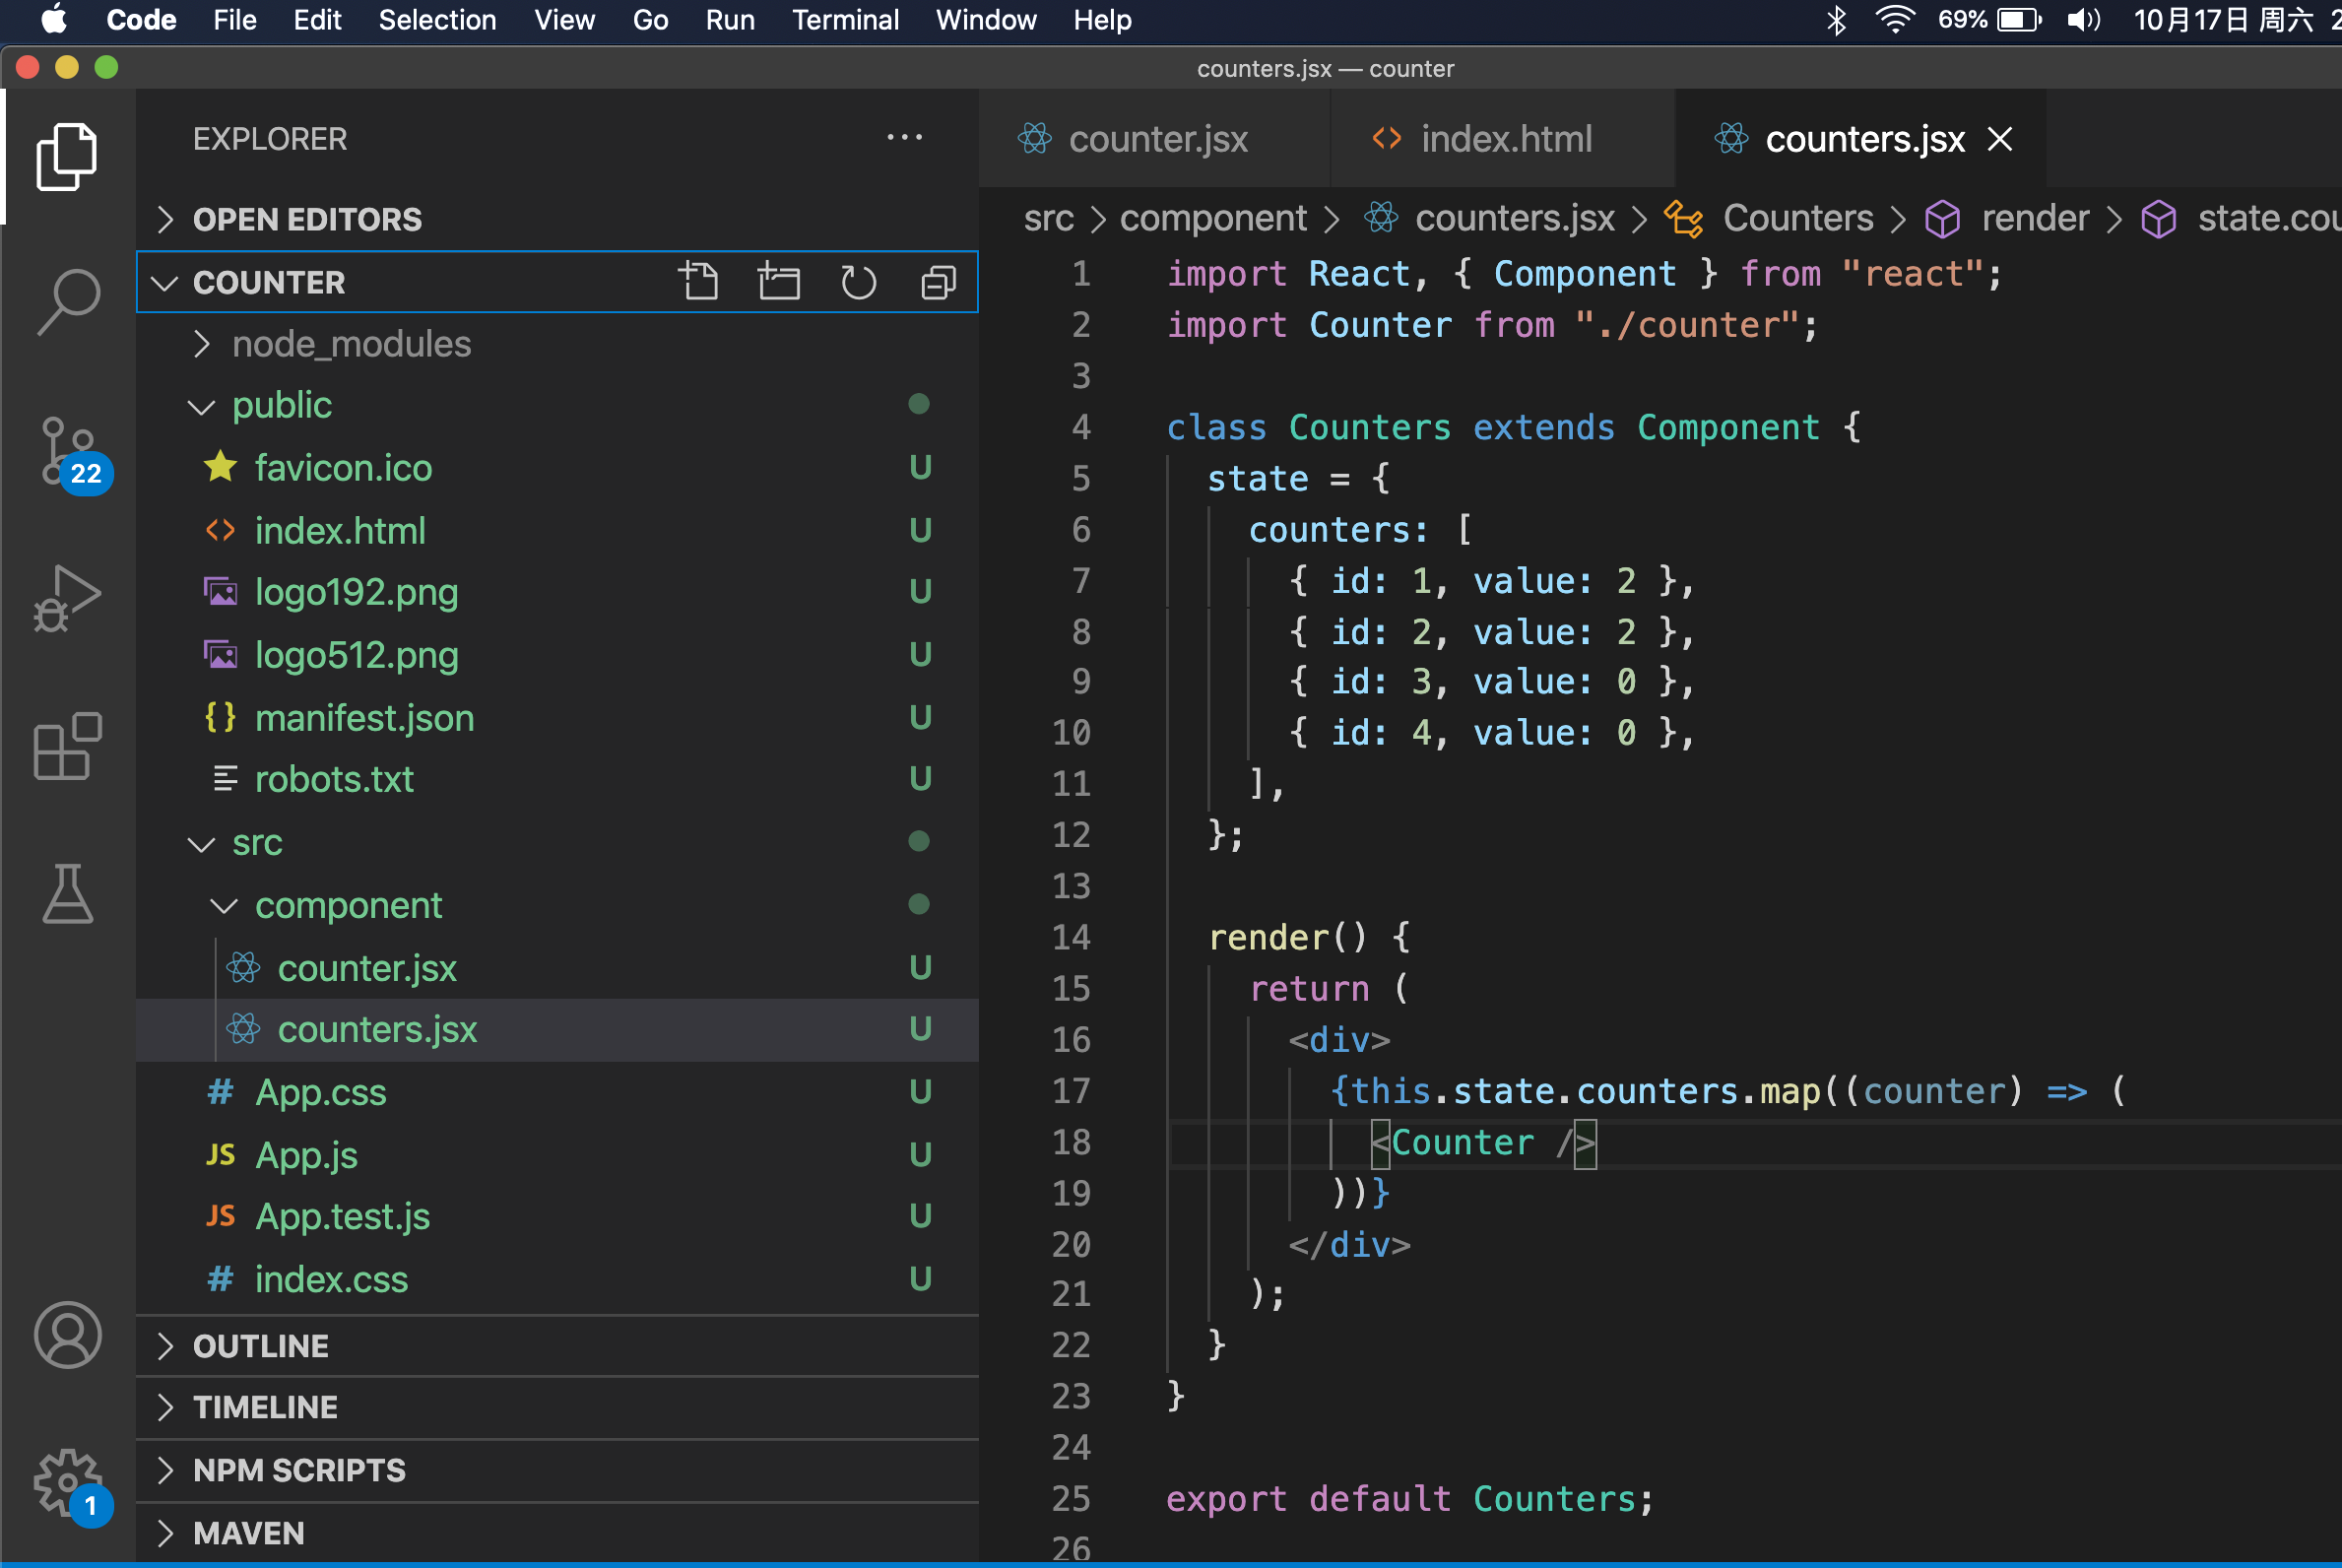 Code File Edit Selection View Go Run Terminal Window Help 69% 10月17日 周六
counters.jsx — counter
EXPLORER
OPEN EDITORS
COUNTER
node_modules
public
favicon.ico U
index.html U
logo192.png U
logo512.png U
manifest.json U
robots.txt U
src
component
counter.jsx U
counters.jsx U
App.css U
JS App.js U
JS App.test.js U
index.css U
OUTLINE
TIMELINE
NPM SCRIPTS
MAVEN
22
1
counter.jsx index.html counters.jsx
src > component > counters.jsx > Counters > render > state.cou
1 import React, { Component } from "react";
2 import Counter from "./counter";
3
4 class Counters extends Component {
5 state = {
6 counters: [
7 { id: 1, value: 2 },
8 { id: 2, value: 2 },
9 { id: 3, value: 0 },
10 { id: 4, value: 0 },
11 ],
12 };
13
14 render() {
15 return (
16 <div>
17 {this.state.counters.map((counter) => (
18 <Counter />
19 ))}
20 </div>
21 );
22 }
23 }
24
25 export default Counters;
26